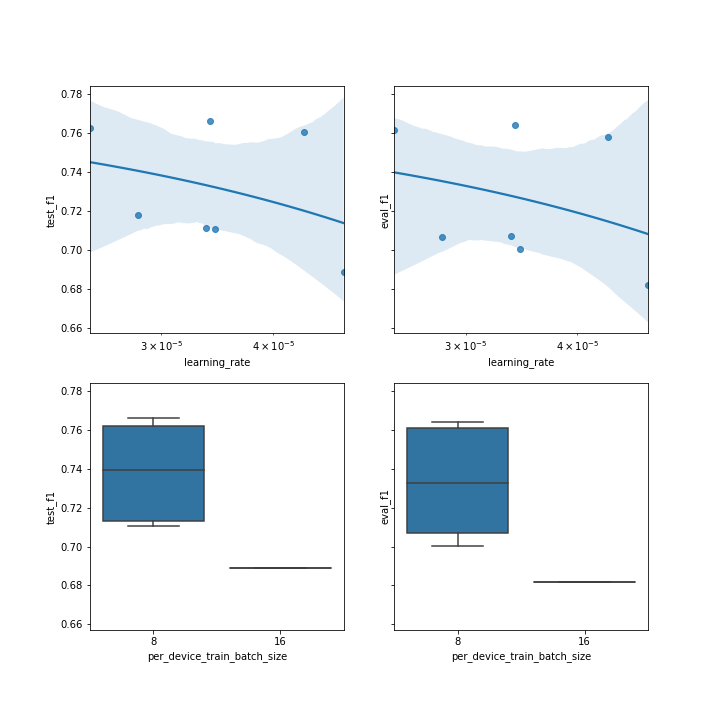 0.78
0.76
0.74
0.72
0.70
0.68
0.66
test_f1
3 × 10⁻⁵
4 × 10⁻⁵
learning_rate
eval_f1
3 × 10⁻⁵
4 × 10⁻⁵
learning_rate
0.78
0.76
0.74
0.72
0.70
0.68
0.66
test_f1
8
16
per_device_train_batch_size
eval_f1
8
16
per_device_train_batch_size